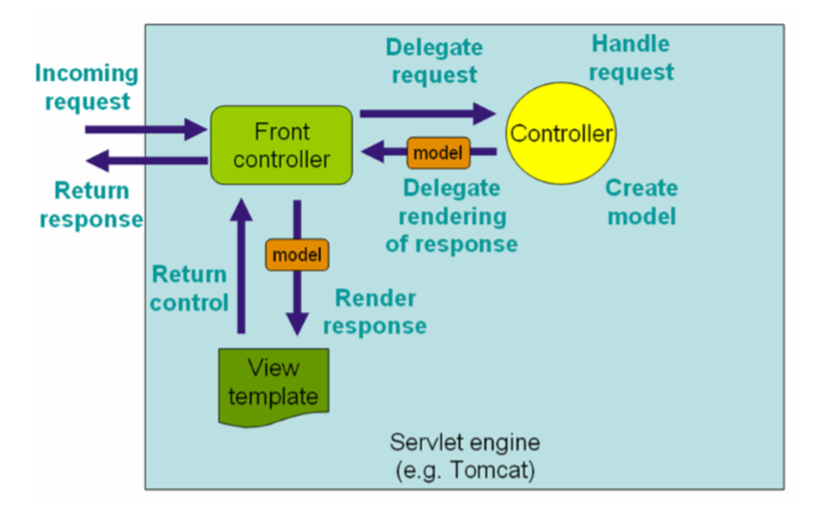 Incoming
request
Return
response
Front
controller
Delegate
request
model
Delegate
rendering
of response
Handle
request
Controller
Create
model
Return
control
model
Render
response
View
template
Servlet engine
(e.g. Tomcat)